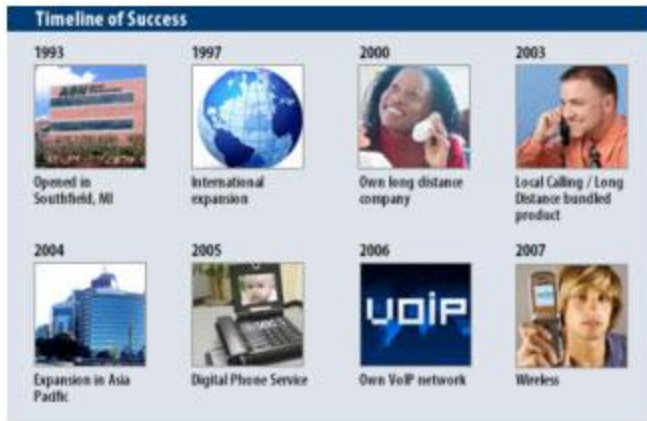 Timeline of Success
1993
1997
2000
2003
Opened in
Southfield, MI
International
expansion
Own long distance
company
Local Calling / Long
Distance bundled
product
2004
2005
2006
2007
voip
Expansion in Asia
Pacific
Digital Phone Service
Own VoIP network
Wireless